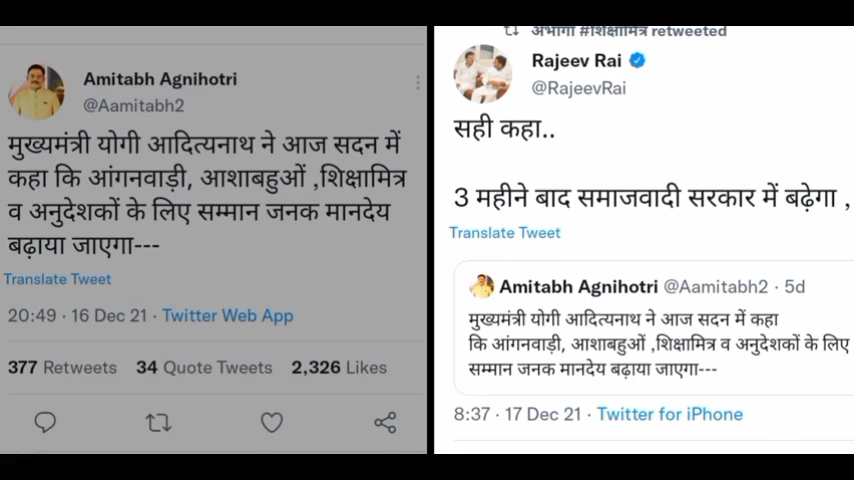 Amitabh Agnihotri
@Aamitabh2
मुख्यमंत्री योगी आदित्यनाथ ने आज सदन में
कहा कि आंगनवाड़ी, आशाबहुओं ,शिक्षामित्र
व अनुदेशकों के लिए सम्मान जनक मानदेय
बढ़ाया जाएगा---
Translate Tweet
20:49 · 16 Dec 21 · Twitter Web App
377 Retweets 34 Quote Tweets 2,326 Likes
अभागा #शिक्षामित्र retweeted
Rajeev Rai
@RajeevRai
सही कहा..
3 महीने बाद समाजवादी सरकार में बढ़ेगा ,
Translate Tweet
Amitabh Agnihotri @Aamitabh2 · 5d
मुख्यमंत्री योगी आदित्यनाथ ने आज सदन में कहा
कि आंगनवाड़ी, आशाबहुओं ,शिक्षामित्र व अनुदेशकों के लिए
सम्मान जनक मानदेय बढ़ाया जाएगा---
8:37 · 17 Dec 21 · Twitter for iPhone